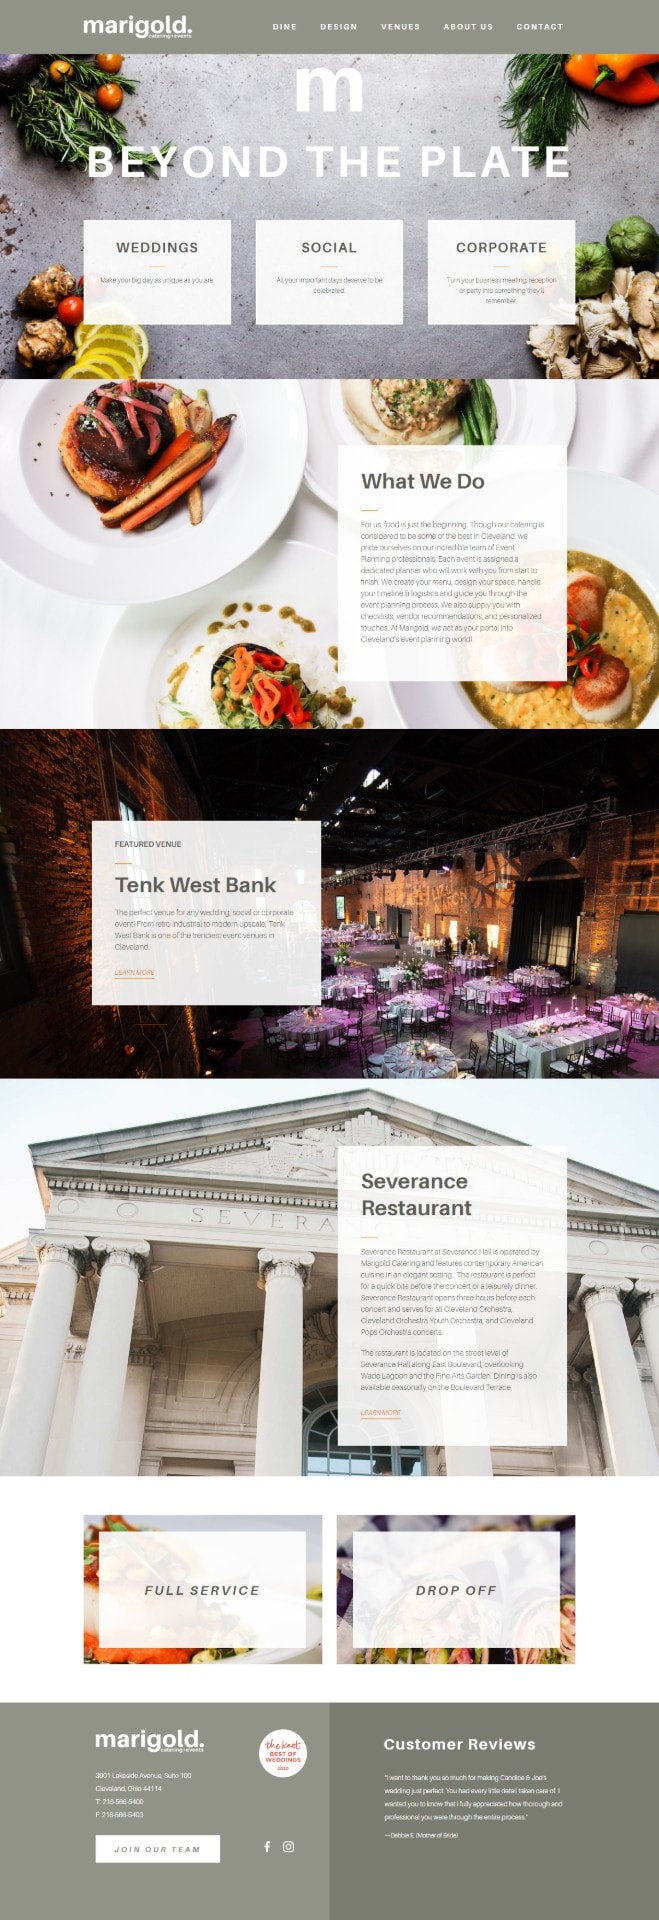 marigold.
catering+events
DINE DESIGN VENUES ABOUT US CONTACT
m
BEYOND THE PLATE
WEDDINGS
Make your big day as unique as you are.
SOCIAL
All your important days deserve to be
celebrated.
CORPORATE
Turn your business meeting, reception
or party into something they'll
remember.
What We Do
For us, food is just the beginning. Though our catering is
considered to be some of the best in Cleveland, we
pride ourselves on our incredible team of Event
Planning professionals. Each event is assigned a
dedicated planner who will work with you from start to
finish. We create your menu, design your space, handle
your timeline & logistics and guide you through the
event planning process. We also supply you with
checklists, vendor recommendations, and personalized
touches. At Marigold, we act as your portal into
Cleveland's event planning world!
FEATURED VENUE
Tenk West Bank
The perfect venue for any wedding, social or corporate
event! From retro industrial to modern upscale, Tenk
West Bank is one of the trendiest event venues in
Cleveland.
LEARN MORE
SEVERAN
Severance
Restaurant
Severance Restaurant at Severance Hall is operated by
Marigold Catering and features contemporary American
cuisine in an elegant setting. The restaurant is perfect
for a quick bite before the concert or a leisurely dinner.
Severance Restaurant opens three hours before each
concert and serves for all Cleveland Orchestra,
Cleveland Orchestra Youth Orchestra, and Cleveland
Pops Orchestra concerts.
The restaurant is located on the street level of
Severance Hall along East Boulevard, overlooking
Wade Lagoon and the Fine Arts Garden. Dining is also
available seasonally on the Boulevard Terrace.
LEARN MORE
FULL SERVICE
DROP OFF
marigold.
catering+events
the knot
BEST OF
WEDDINGS
2020
3901 Lakeside Avenue, Suite 100
Cleveland, Ohio 44114
T: 216-566-5400
F: 216-566-5403
JOIN OUR TEAM
Customer Reviews
"I want to thank you so much for making Candice & Joe's
wedding just perfect. You had every little detail taken care of. I
wanted you to know that I fully appreciated how thorough and
professional you were through the entire process."
—Debbie E. (Mother of Bride)